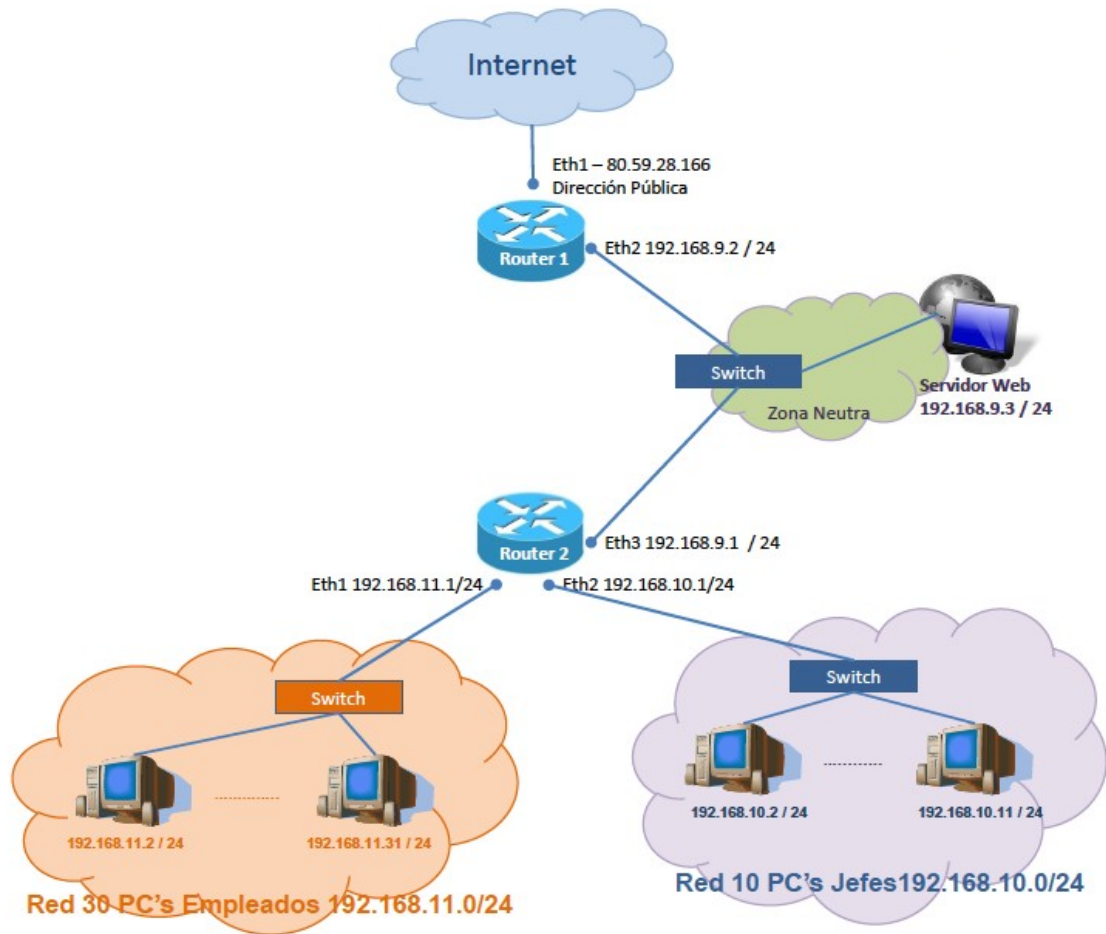 Internet
Eth1 – 80.59.28.166
Dirección Pública
Router 1
Eth2 192.168.9.2 / 24
Switch
Zona Neutra
Servidor Web
192.168.9.3 / 24
Router 2
Eth3 192.168.9.1 / 24
Eth1 192.168.11.1/24
Eth2 192.168.10.1/24
Switch
Switch
192.168.11.2 / 24
192.168.11.31 / 24
192.168.10.2 / 24
192.168.10.11 / 24
Red 30 PC's Empleados 192.168.11.0/24
Red 10 PC's Jefes192.168.10.0/24